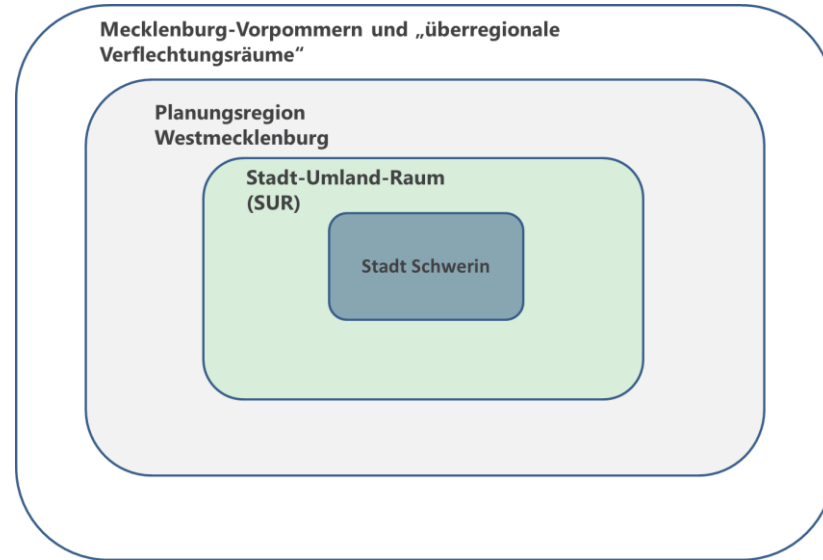 Mecklenburg-Vorpommern und „überregionale
Verflechtungsräume“
Planungsregion
Westmecklenburg
Stadt-Umland-Raum
(SUR)
Stadt Schwerin